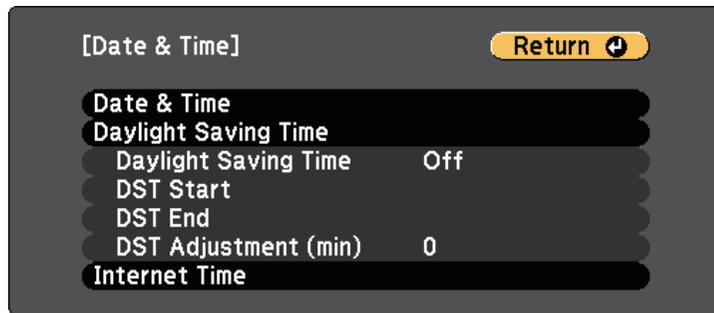 [Date & Time] Return
Date & Time
Daylight Saving Time
Daylight Saving Time Off
DST Start
DST End
DST Adjustment (min) 0
Internet Time